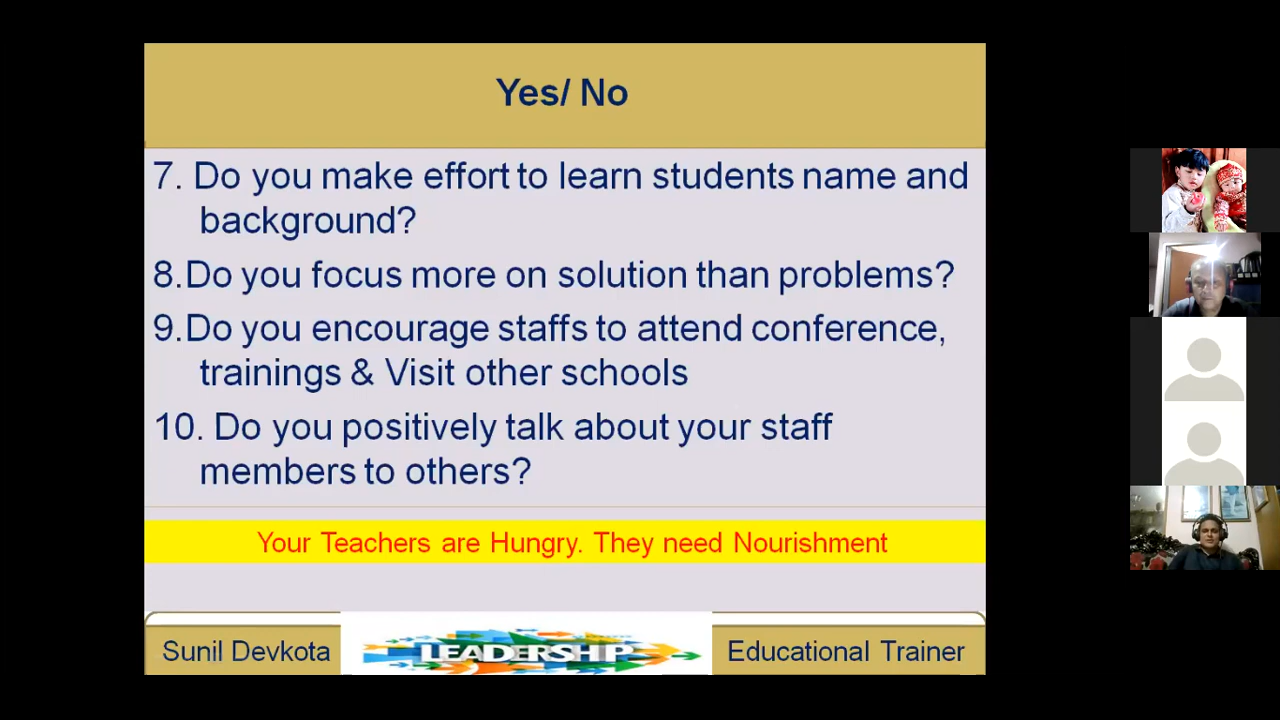 Yes/ No
7. Do you make effort to learn students name and
background?
8.Do you focus more on solution than problems?
9.Do you encourage staffs to attend conference,
trainings & Visit other schools
10. Do you positively talk about your staff
members to others?
Your Teachers are Hungry. They need Nourishment
Sunil Devkota
LEADERSHIP
Educational Trainer